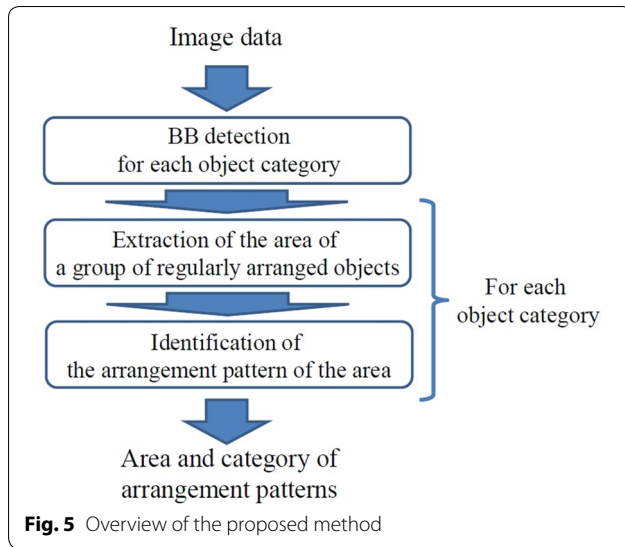 Image data
BB detection
for each object category
Extraction of the area of
a group of regularly arranged objects
For each
object category
Identification of
the arrangement pattern of the area
Area and category of
arrangement patterns
Fig. 5 Overview of the proposed method